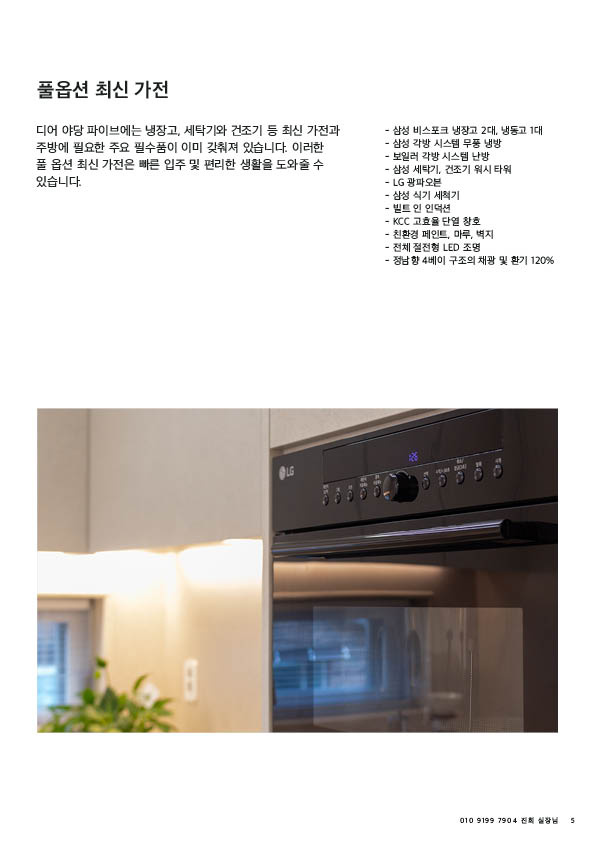 풀옵션 최신 가전
디어 야당 파이브에는 냉장고, 세탁기와 건조기 등 최신 가전과
주방에 필요한 주요 필수품이 이미 갖춰져 있습니다. 이러한
풀 옵션 최신 가전은 빠른 입주 및 편리한 생활을 도와줄 수
있습니다.
- 삼성 비스포크 냉장고 2대, 냉동고 1대
- 삼성 각방 시스템 무풍 냉방
- 보일러 각방 시스템 난방
- 삼성 세탁기, 건조기 워시 타워
- LG 광파오븐
- 삼성 식기 세척기
- 빌트 인 인덕션
- KCC 고효율 단열 창호
- 친환경 페인트, 마루, 벽지
- 전체 절전형 LED 조명
- 정남향 4베이 구조의 채광 및 환기 120%
LG
010 9199 7904 진희 실장님 5